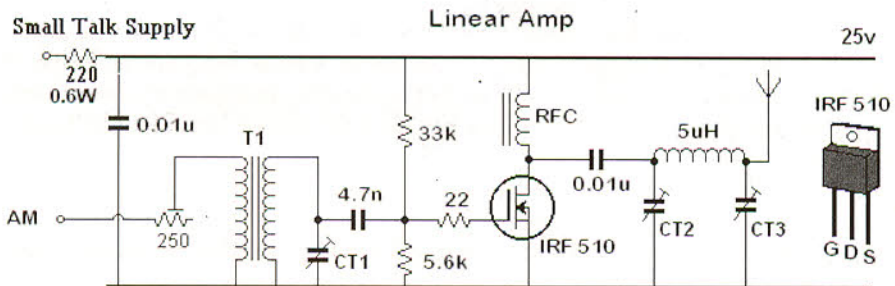 Linear Amp
Small Talk Supply
25v
220
0.6W
0.01u
T1
33k
RFC
5uH
IRF 510
4.7n
22
0.01u
AM
250
CT1
5.6k
IRF 510
CT2
CT3
G D S